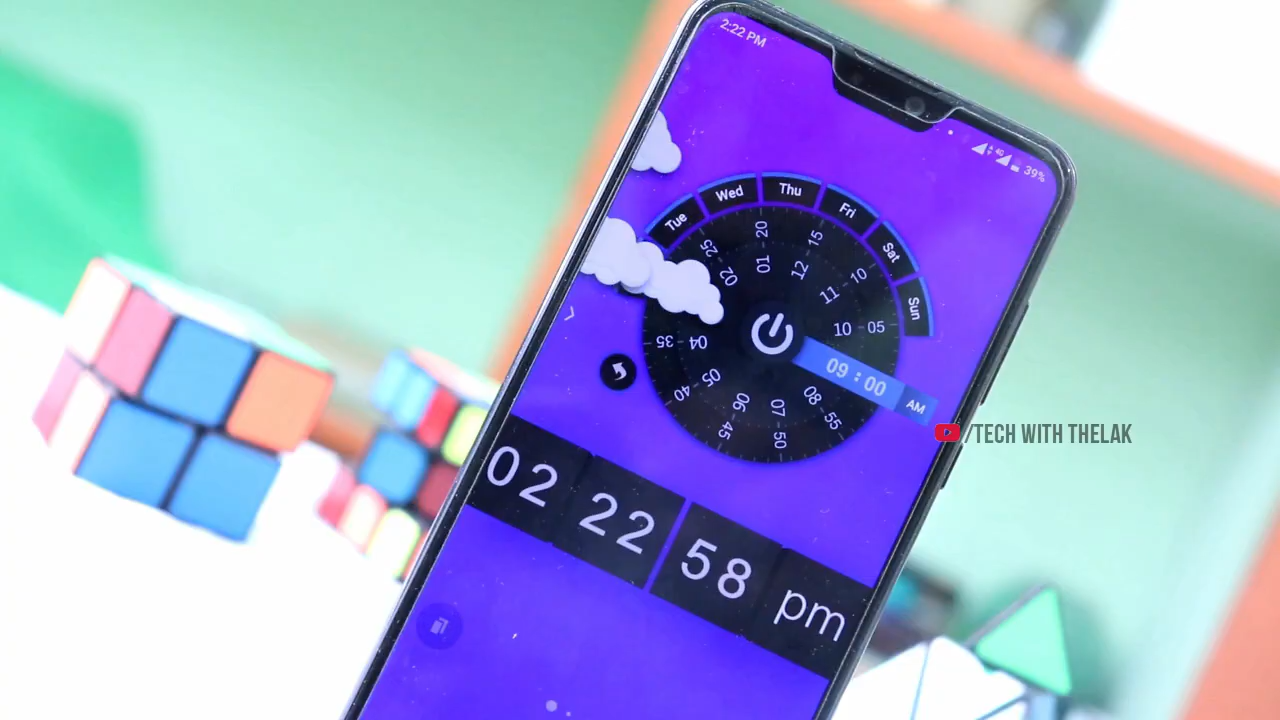 2:22 PM
4G 39%
Tue Wed Thu Fri Sat Sun
25 20 15 10 05
02 01 12 11 10
35 04
09:00 AM
40 05
06 07 08
45 50 55
/TECH WITH THELAK
02 22 58 pm